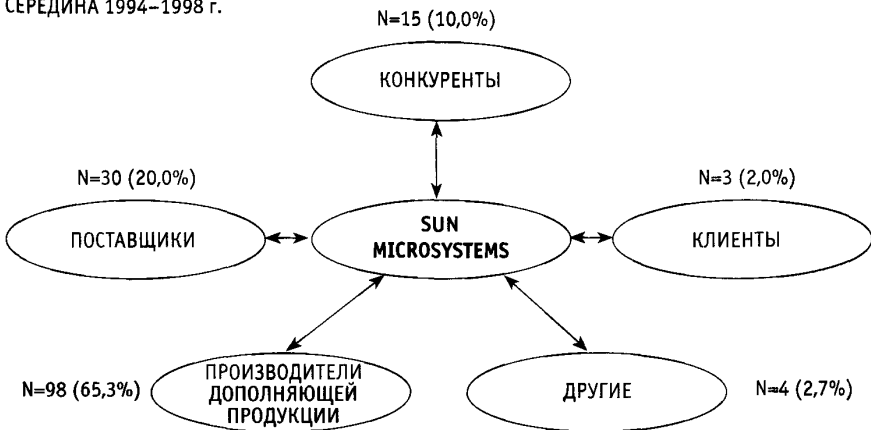 СЕРЕДИНА 1994–1998 г.
N=15 (10,0%)
КОНКУРЕНТЫ
N=30 (20,0%)
N=3 (2,0%)
ПОСТАВЩИКИ
SUN
MICROSYSTEMS
КЛИЕНТЫ
N=98 (65,3%)
ПРОИЗВОДИТЕЛИ
ДОПОЛНЯЮЩЕЙ
ПРОДУКЦИИ
ДРУГИЕ
N=4 (2,7%)